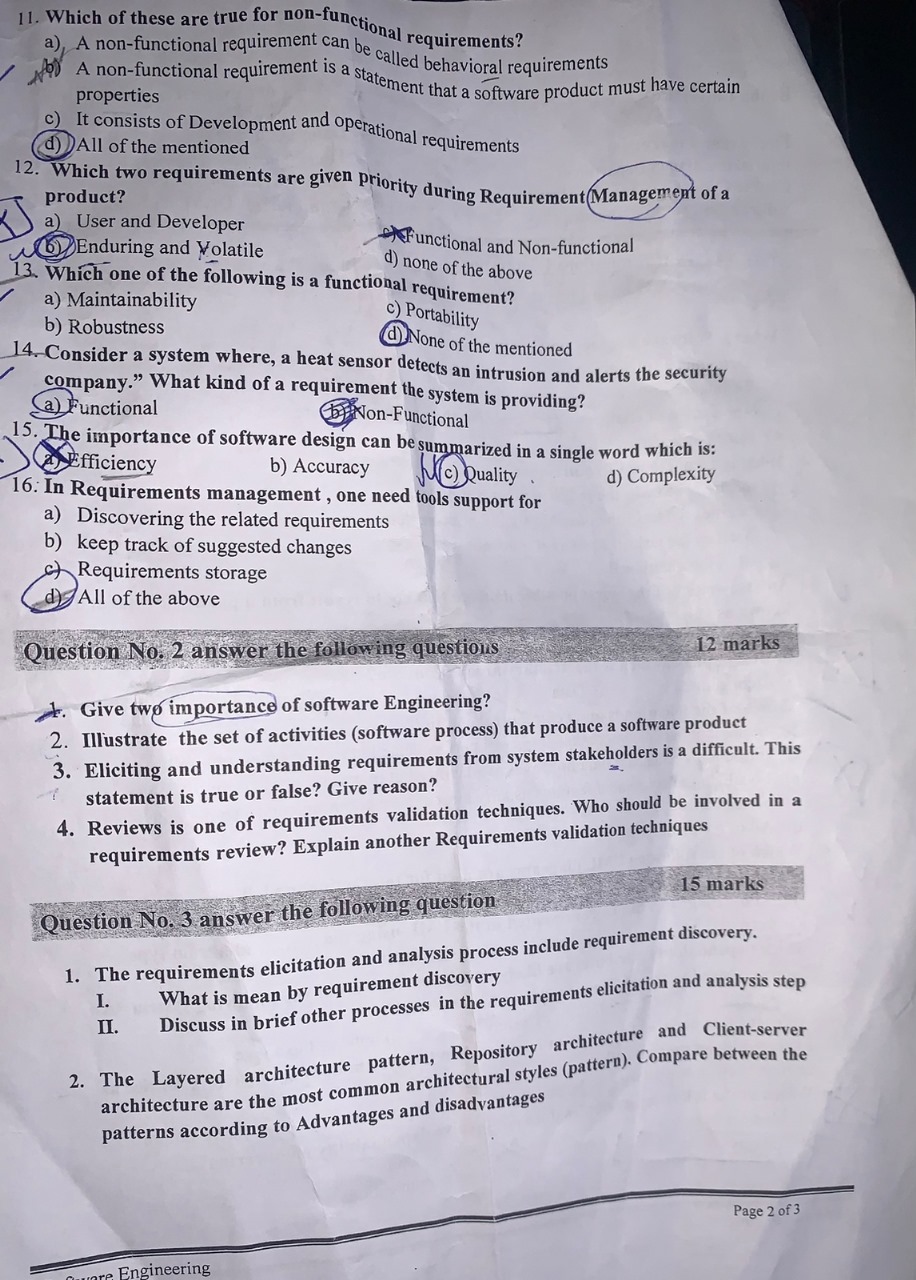 11. Which of these are true for non-functional requirements?
a) A non-functional requirement can be called behavioral requirements
b) A non-functional requirement is a statement that a software product must have certain
properties
c) It consists of Development and operational requirements
d) All of the mentioned
12. Which two requirements are given priority during Requirement Management of a
product?
a) User and Developer
c) Functional and Non-functional
b) Enduring and Volatile
d) none of the above
13. Which one of the following is a functional requirement?
a) Maintainability
c) Portability
b) Robustness
d) None of the mentioned
14. Consider a system where, a heat sensor detects an intrusion and alerts the security
company.” What kind of a requirement the system is providing?
a) Functional b) Non-Functional
15. The importance of software design can be summarized in a single word which is:
a) Efficiency b) Accuracy c) Quality d) Complexity
16. In Requirements management , one need tools support for
a) Discovering the related requirements
b) keep track of suggested changes
c) Requirements storage
d) All of the above
Question No. 2 answer the following questions 12 marks
1. Give two importance of software Engineering?
2. Illustrate the set of activities (software process) that produce a software product
3. Eliciting and understanding requirements from system stakeholders is a difficult. This
statement is true or false? Give reason?
4. Reviews is one of requirements validation techniques. Who should be involved in a
requirements review? Explain another Requirements validation techniques
Question No. 3 answer the following question 15 marks
1. The requirements elicitation and analysis process include requirement discovery.
I. What is mean by requirement discovery
II. Discuss in brief other processes in the requirements elicitation and analysis step
2. The Layered architecture pattern, Repository architecture and Client-server
architecture are the most common architectural styles (pattern). Compare between the
patterns according to Advantages and disadvantages
Page 2 of 3
Engineering